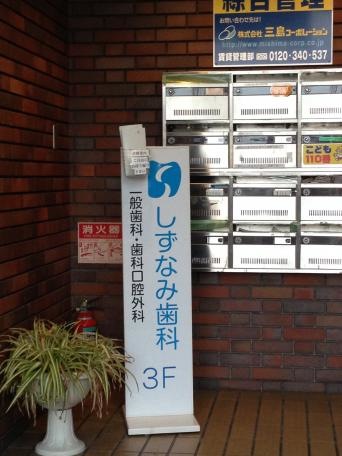 綜合管理
お問い合わせ先は!
株式会社 三島コーポレーション
http://www.mishima-corp.co.jp
賃貸管理部 0120-340-537
こども
110番
消火器
しずなみ歯科
一般歯科・歯科口腔外科
3F